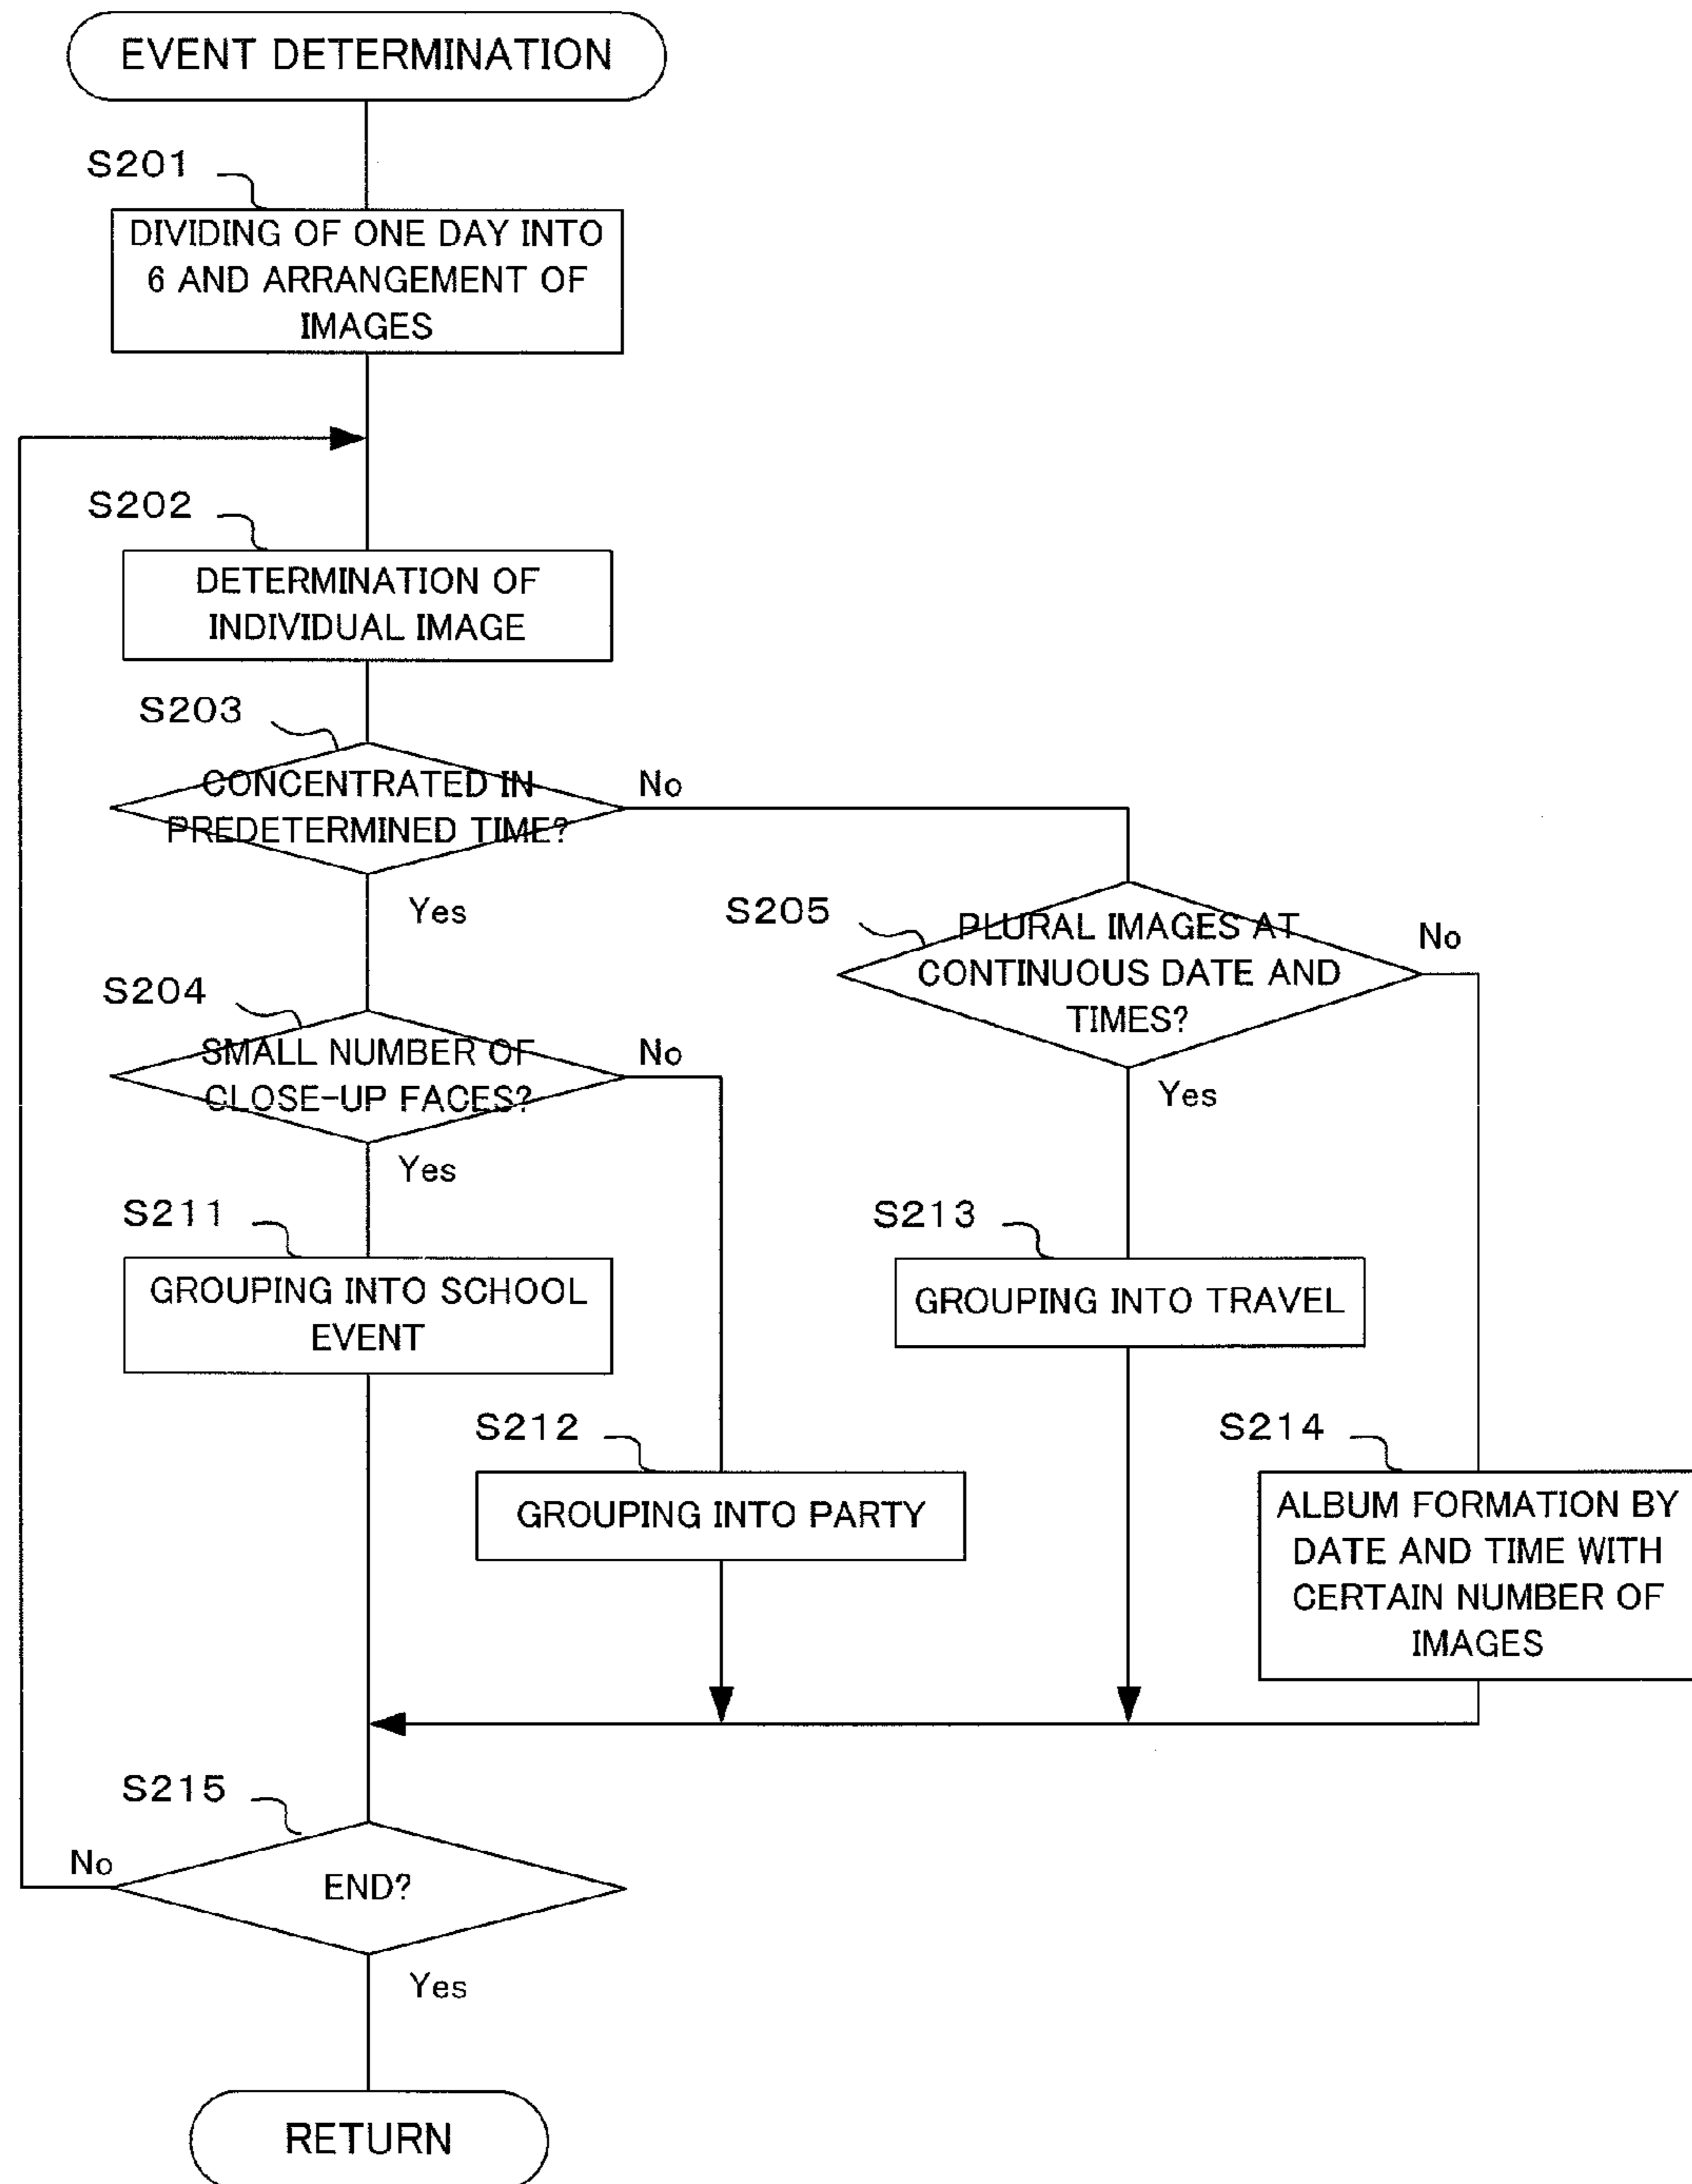 EVENT DETERMINATION
S201
DIVIDING OF ONE DAY INTO
6 AND ARRANGEMENT OF
IMAGES
S202
DETERMINATION OF
INDIVIDUAL IMAGE
S203
CONCENTRATED IN
PREDETERMINED TIME?
No
Yes
S205
PLURAL IMAGES AT
CONTINUOUS DATE AND
TIMES?
No
Yes
S204
SMALL NUMBER OF
CLOSE-UP FACES?
No
Yes
S211
GROUPING INTO SCHOOL
EVENT
S213
GROUPING INTO TRAVEL
S212
GROUPING INTO PARTY
S214
ALBUM FORMATION BY
DATE AND TIME WITH
CERTAIN NUMBER OF
IMAGES
S215
No
END?
Yes
RETURN